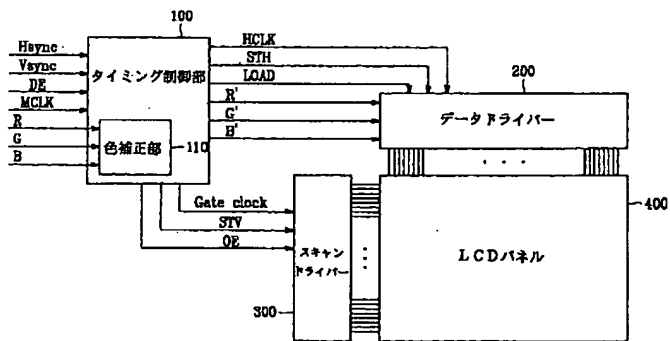 100
Hsync
Vsync
DE
MCLK
R
G
B
タイミング制御部
色補正部
110
HCLK
STH
LOAD
R'
G'
B'
200
データドライバー
. . .
Gate clock
STV
OE
スキャン
ドライバー
300
LCDパネル
400